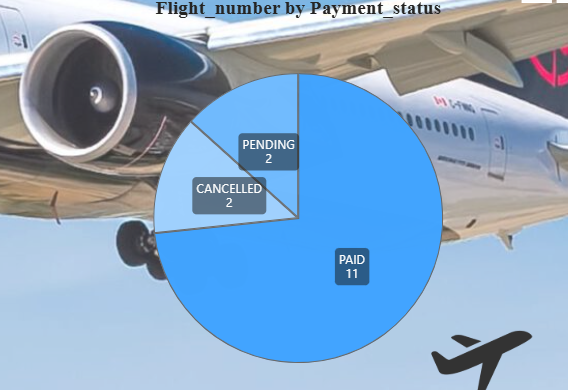 Flight_number by Payment_status
PENDING
2
CANCELLED
2
PAID
11